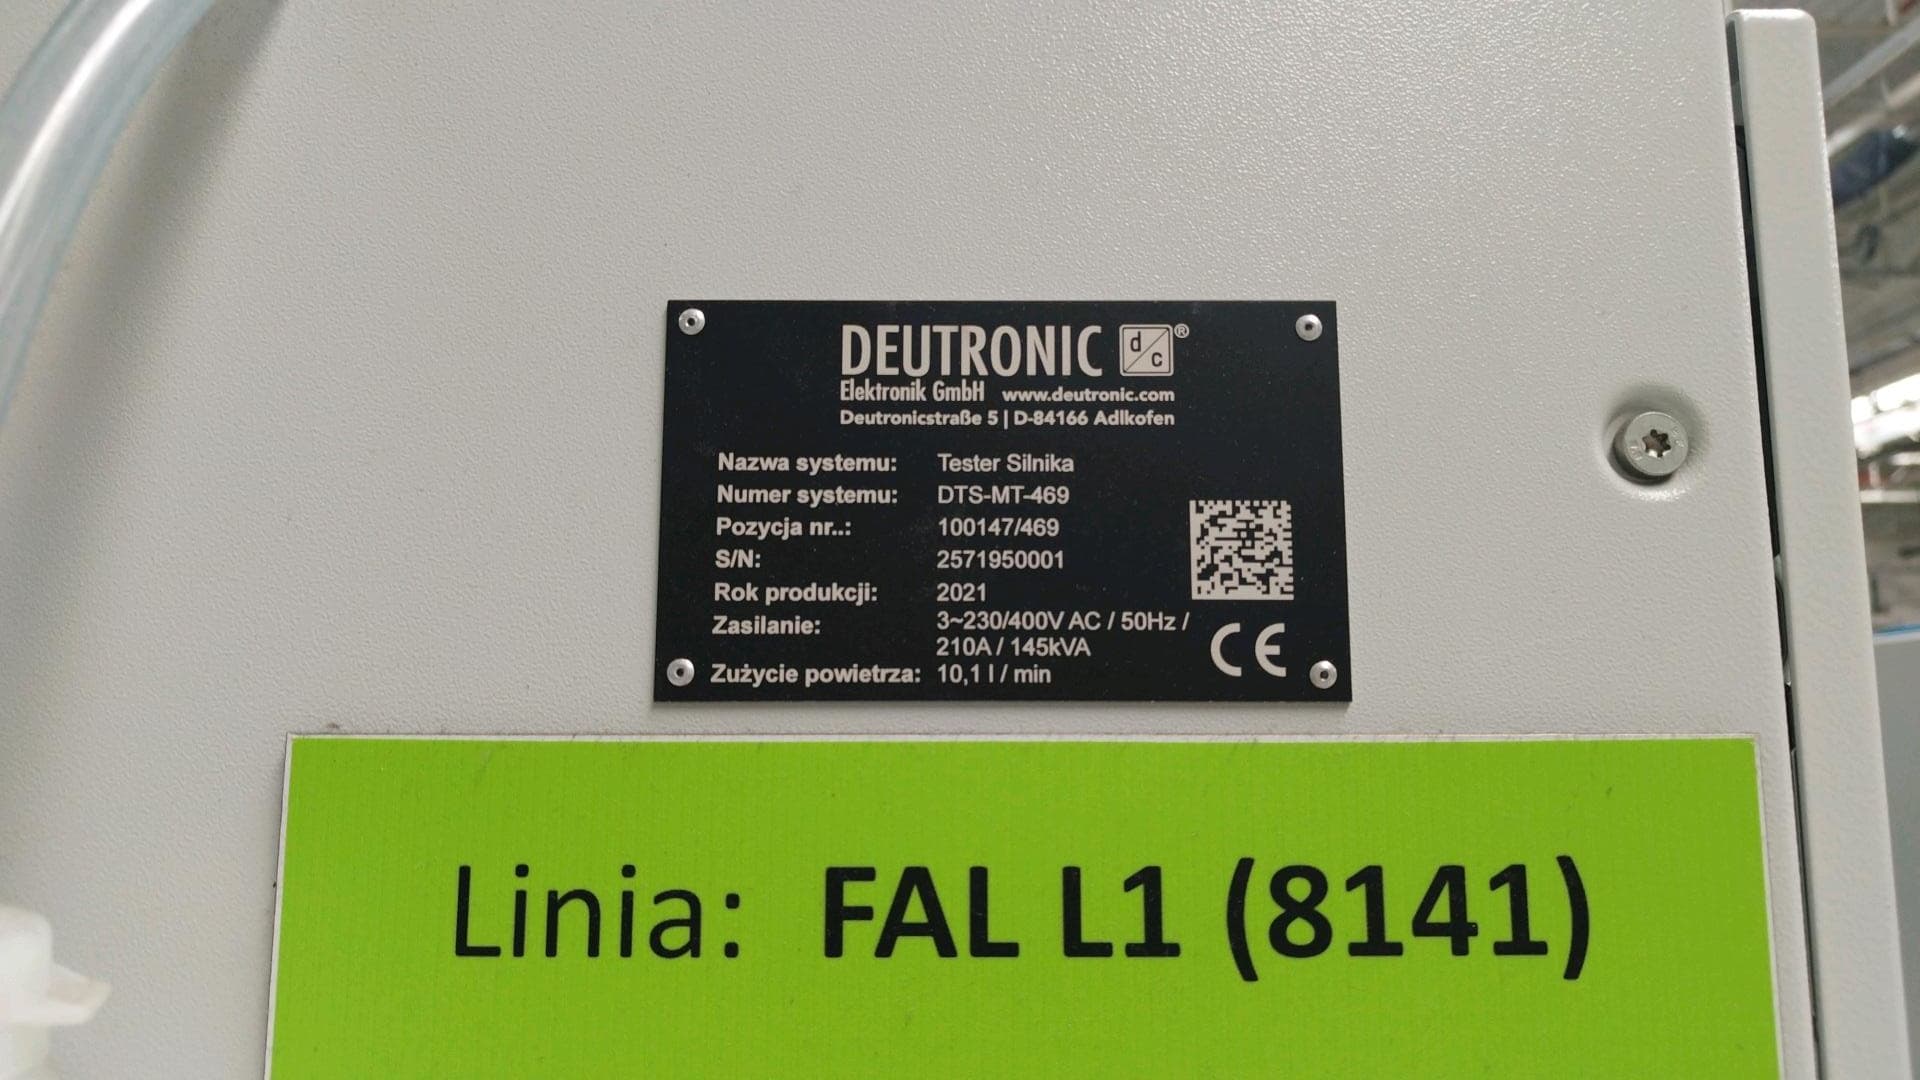 DEUTRONIC d/c®
Elektronik GmbH www.deutronic.com
Deutronicstraße 5 | D-84166 Adlkofen
Nazwa systemu: Tester Silnika
Numer systemu: DTS-MT-469
Pozycja nr..: 100147/469
S/N: 2571950001
Rok produkcji: 2021
Zasilanie: 3~230/400V AC / 50Hz /
210A / 145kVA
Zużycie powietrza: 10,1 l / min
CE
Linia: FAL L1 (8141)